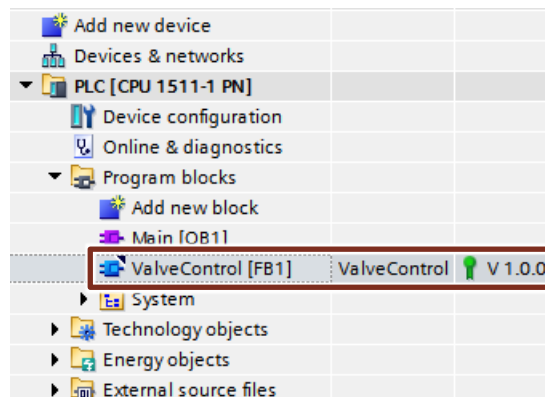 Add new device
Devices & networks
PLC [CPU 1511-1 PN]
Device configuration
Online & diagnostics
Program blocks
Add new block
Main [OB1]
ValveControl [FB1] ValveControl V 1.0.0
System
Technology objects
Energy objects
External source files